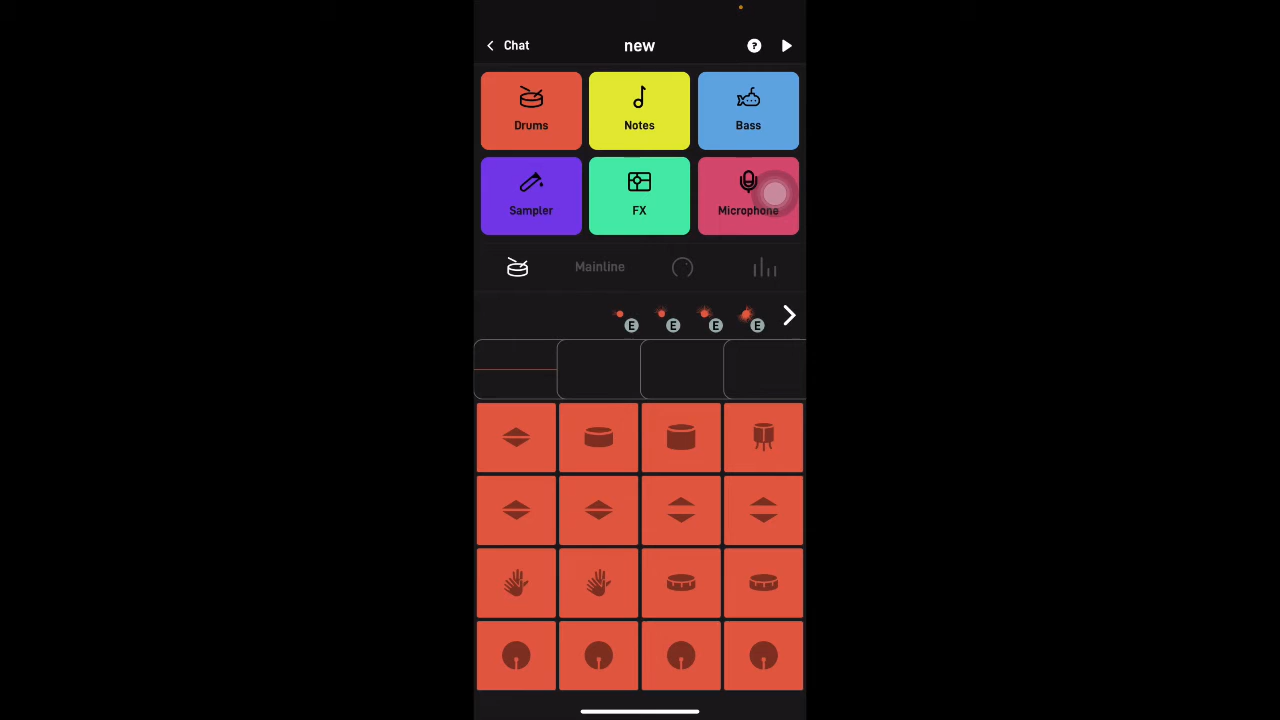 Chat
new
?
Drums
Notes
Bass
Sampler
FX
Microphone
Mainline
E
E
E
E